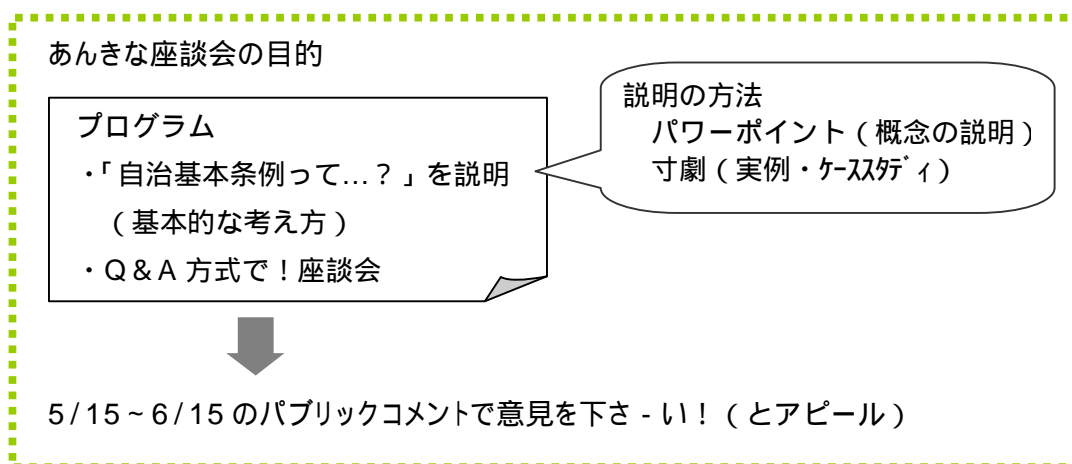 あんきな座談会の目的
プログラム
・「自治基本条例って…？」を説明
（基本的な考え方）
・Q＆A方式で！座談会
説明の方法
パワーポイント（概念の説明）
寸劇（実例・ｹｰｽｽﾀﾃﾞｨ）
5/15～6/15のパブリックコメントで意見を下さ-い！（とアピール）